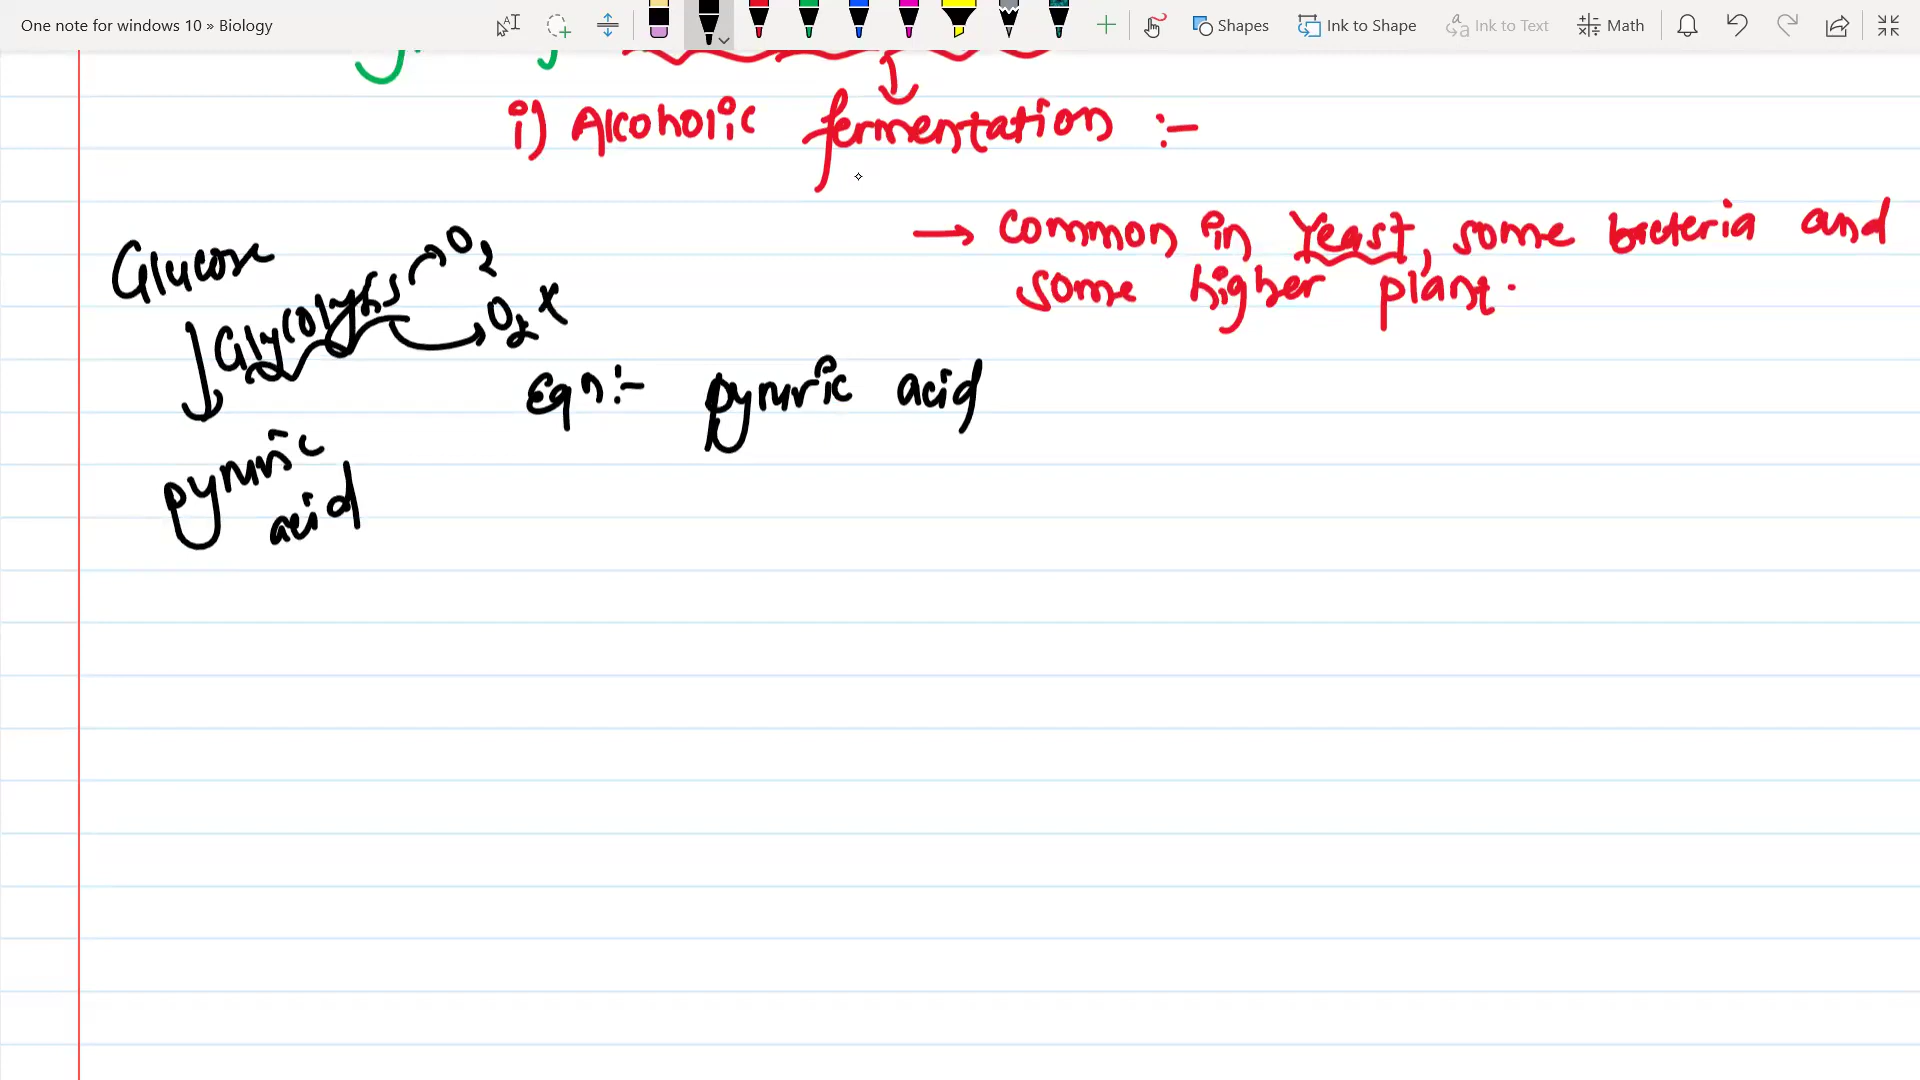 One note for windows 10 » Biology
Shapes
Ink to Shape
Ink to Text
Math
i) Alcoholic fermentation :-
→ common in Yeast, some bacteria and
some higher plant.
Glucose
Glycolysis
O2
O2 x
Eqn:- pyruvic acid
pyruvic
acid